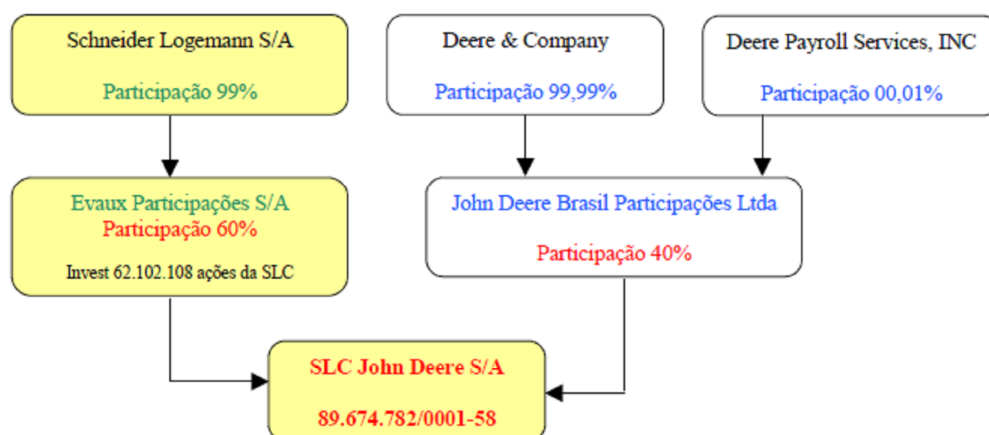 Schneider Logemann S/A
Participação 99%
Deere & Company
Participação 99,99%
Deere Payroll Services, INC
Participação 00,01%
Evaux Participações S/A
Participação 60%
Invest 62.102.108 ações da SLC
John Deere Brasil Participações Ltda
Participação 40%
SLC John Deere S/A
89.674.782/0001-58